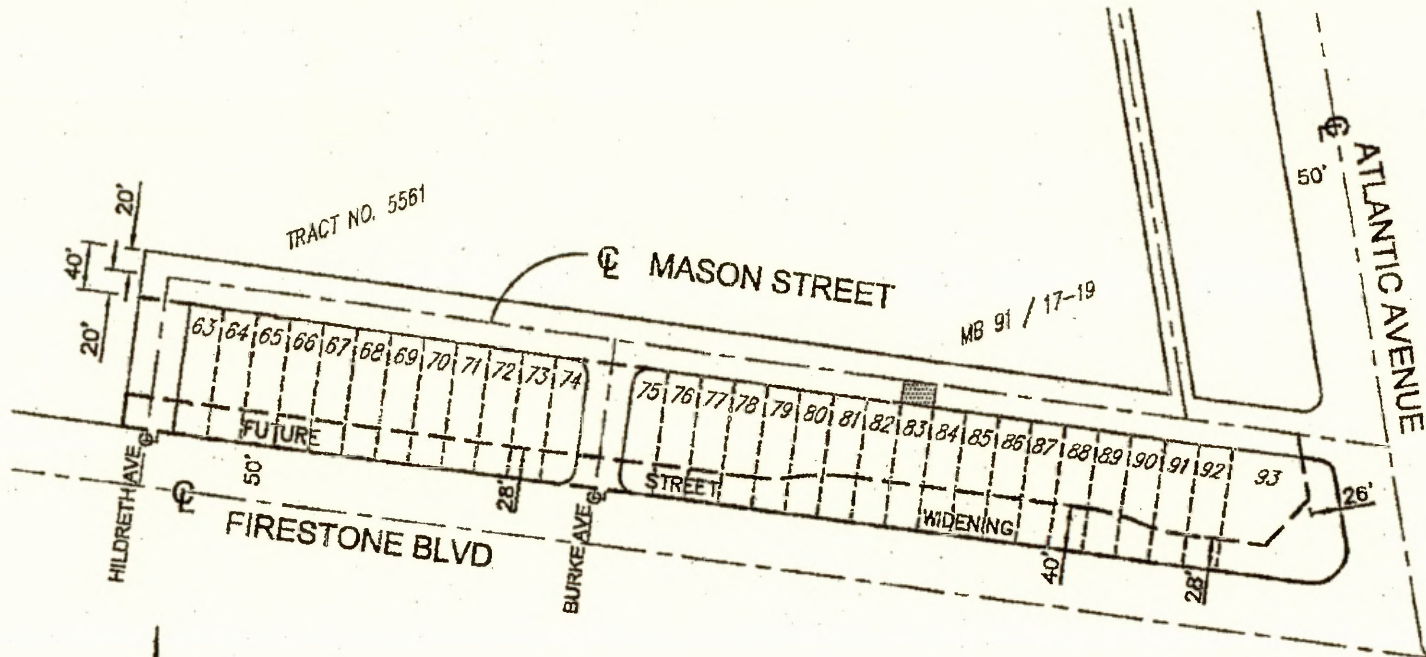 20'
40'
20'
TRACT NO. 5561
℄ MASON STREET
MB 91 / 17-19
50'
℄ ATLANTIC AVENUE
63 64 65 66 67 68 69 70 71 72 73 74
75 76 77 78 79 80 81 82 83 84 85 86 87 88 89 90 91 92 93
FUTURE
STREET
WIDENING
26'
50'
28'
40'
28'
HILDRETH AVE ℄
℄ FIRESTONE BLVD
BURKE AVE ℄